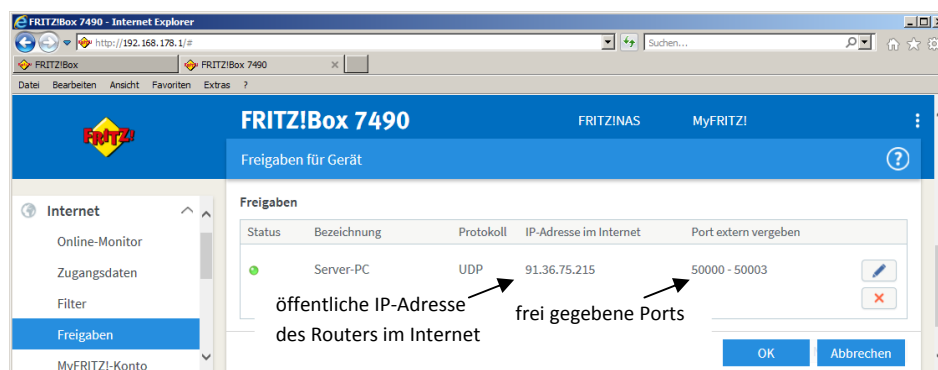 FRITZ!Box 7490 - Internet Explorer
http://192.168.178.1/#
Suchen...
FRITZ!Box
FRITZ!Box 7490
Datei Bearbeiten Ansicht Favoriten Extras ?
FRITZ!
FRITZ!Box 7490
FRITZ!NAS
MyFRITZ!
Freigaben für Gerät
?
Internet
Online-Monitor
Zugangsdaten
Filter
Freigaben
MyFRITZ!-Konto
Freigaben
Status Bezeichnung Protokoll IP-Adresse im Internet Port extern vergeben
Server-PC UDP 91.36.75.215 50000 - 50003
öffentliche IP-Adresse
des Routers im Internet
frei gegebene Ports
OK Abbrechen